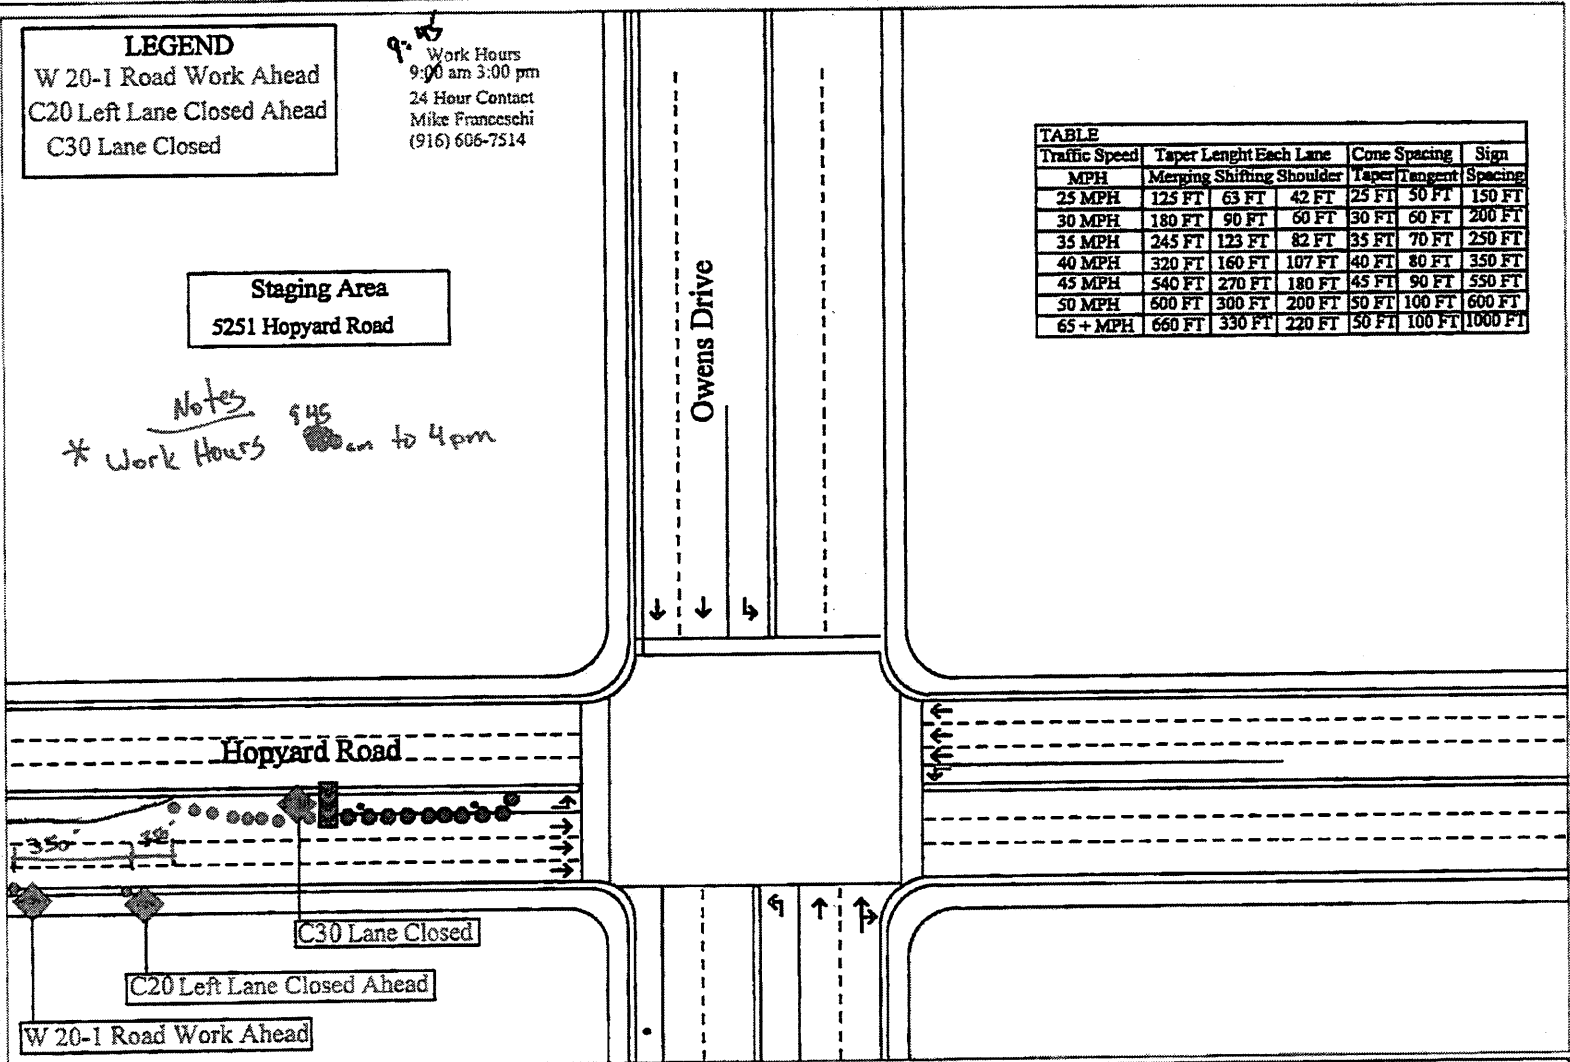 LEGEND
W 20-1 Road Work Ahead
C20 Left Lane Closed Ahead
C30 Lane Closed
Work Hours
9:00 am 3:00 pm
24 Hour Contact
Mike Franceschi
(916) 606-7514
TABLE
Traffic Speed Taper Lenght Each Lane Cone Spacing Sign
MPH Merging Shifting Shoulder Taper Tangent Spacing
25 MPH 125 FT 63 FT 42 FT 25 FT 50 FT 150 FT
30 MPH 180 FT 90 FT 60 FT 30 FT 60 FT 200 FT
35 MPH 245 FT 123 FT 82 FT 35 FT 70 FT 250 FT
40 MPH 320 FT 160 FT 107 FT 40 FT 80 FT 350 FT
45 MPH 540 FT 270 FT 180 FT 45 FT 90 FT 550 FT
50 MPH 600 FT 300 FT 200 FT 50 FT 100 FT 600 FT
65 + MPH 660 FT 330 FT 220 FT 50 FT 100 FT 1000 FT
Staging Area
5251 Hopyard Road
Owens Drive
Notes
945
* Work Hours am to 4pm
Hopyard Road
350'
C30 Lane Closed
C20 Left Lane Closed Ahead
W 20-1 Road Work Ahead